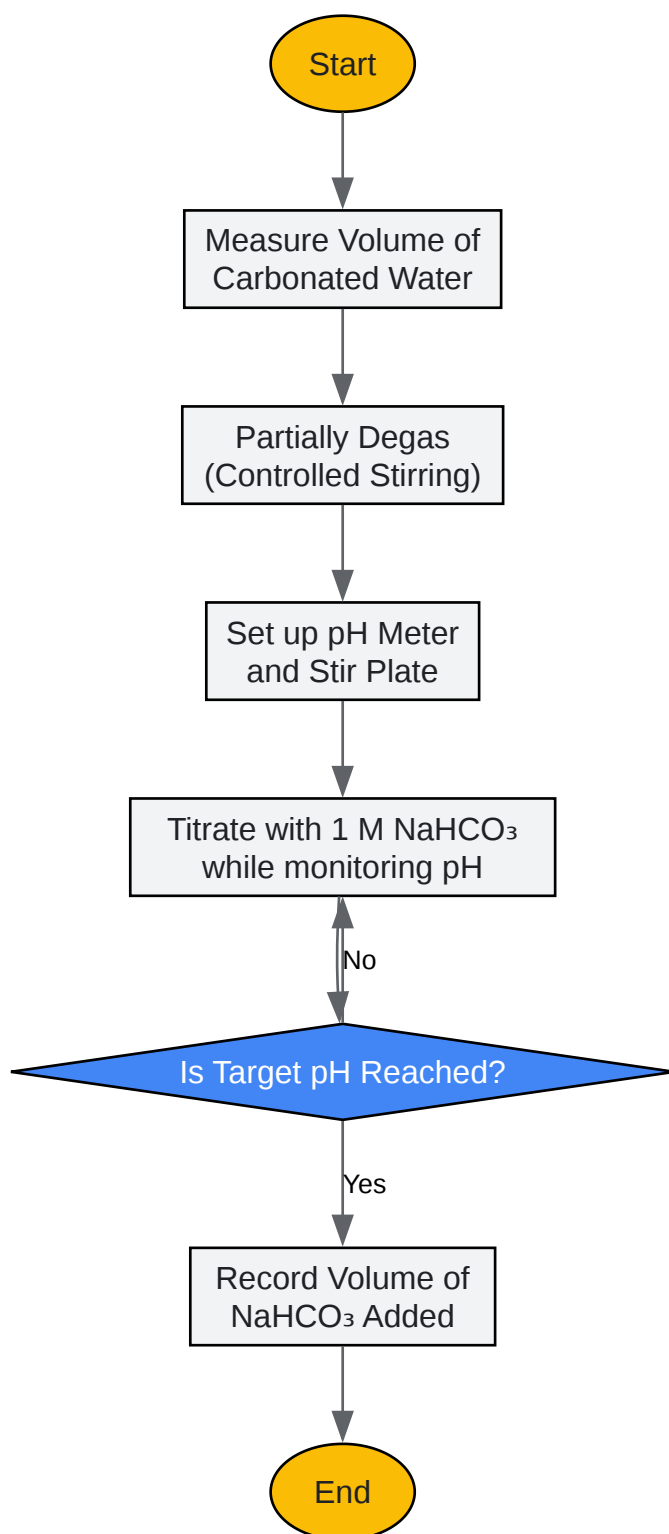 Start
Measure Volume of
Carbonated Water
Partially Degas
(Controlled Stirring)
Set up pH Meter
and Stir Plate
Titrate with 1 M NaHCO₃
while monitoring pH
No
Is Target pH Reached?
Yes
Record Volume of
NaHCO₃ Added
End